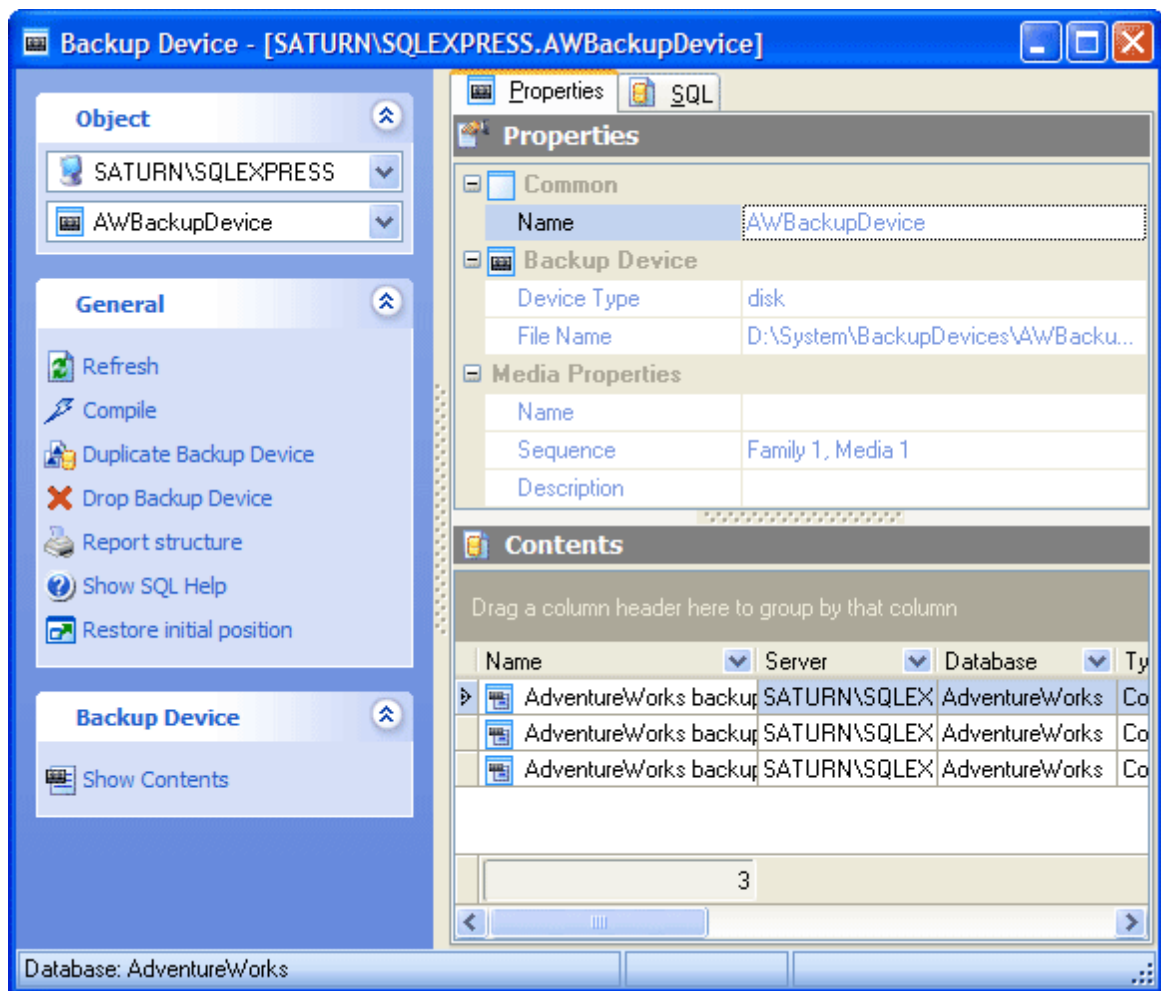 Backup Device - [SATURN\SQLEXPRESS.AWBackupDevice]
Object
SATURN\SQLEXPRESS
AWBackupDevice
General
Refresh
Compile
Duplicate Backup Device
Drop Backup Device
Report structure
Show SQL Help
Restore initial position
Backup Device
Show Contents
Properties SQL
Properties
Common
Name AWBackupDevice
Backup Device
Device Type disk
File Name D:\System\BackupDevices\AWBacku...
Media Properties
Name
Sequence Family 1, Media 1
Description
Contents
Drag a column header here to group by that column
Name Server Database Ty
AdventureWorks backup SATURN\SQLEX AdventureWorks Co
AdventureWorks backup SATURN\SQLEX AdventureWorks Co
AdventureWorks backup SATURN\SQLEX AdventureWorks Co
3
Database: AdventureWorks